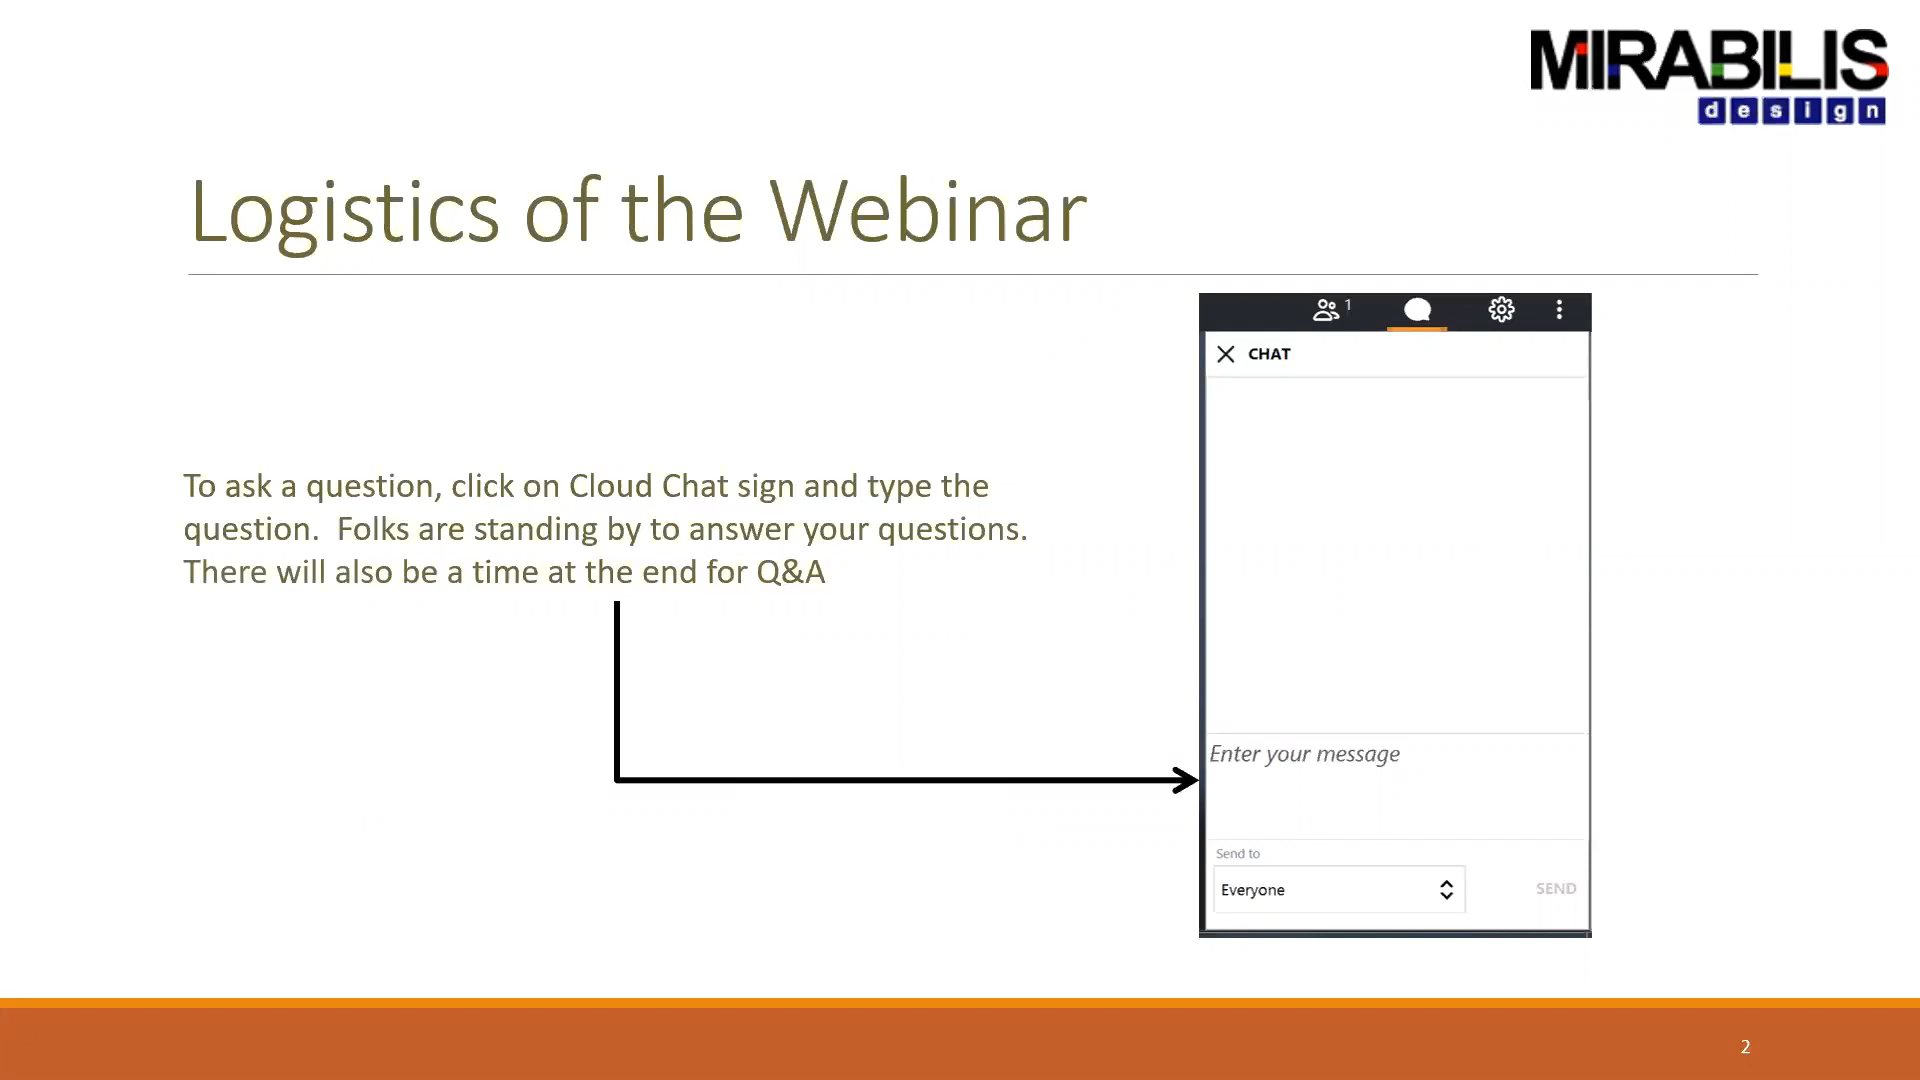 MIRABILIS
design
Logistics of the Webinar
To ask a question, click on Cloud Chat sign and type the
question.  Folks are standing by to answer your questions.
There will also be a time at the end for Q&A
1
CHAT
Enter your message
Send to
Everyone
SEND
2